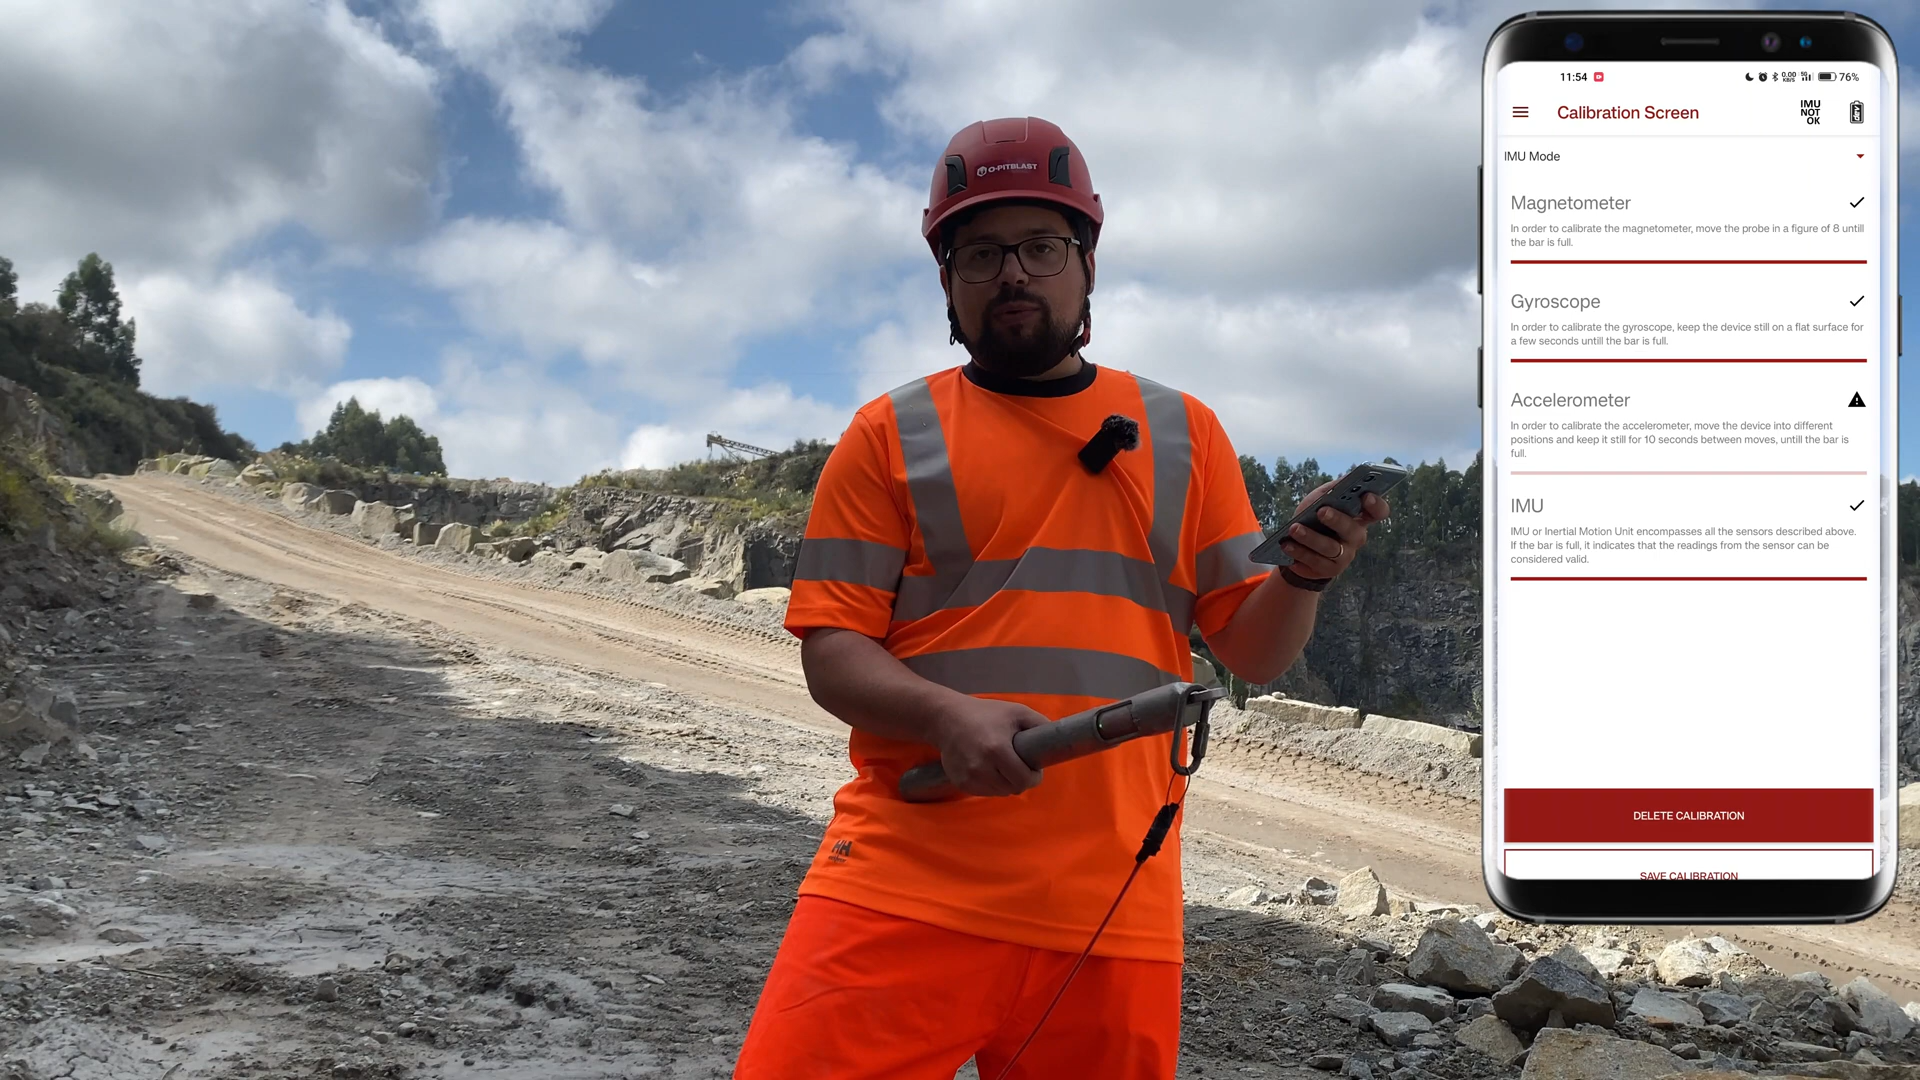 O-PITBLAST
HH
11:54
0.00
KB/S
5G
76%
Calibration Screen
IMU
NOT
OK
IMU Mode
Magnetometer
In order to calibrate the magnetometer, move the probe in a figure of 8 untill
the bar is full.
Gyroscope
In order to calibrate the gyroscope, keep the device still on a flat surface for
a few seconds untill the bar is full.
Accelerometer
In order to calibrate the accelerometer, move the device into different
positions and keep it still for 10 seconds between moves, untill the bar is
full.
IMU
IMU or Inertial Motion Unit encompasses all the sensors described above.
If the bar is full, it indicates that the readings from the sensor can be
considered valid.
DELETE CALIBRATION
SAVE CALIBRATION